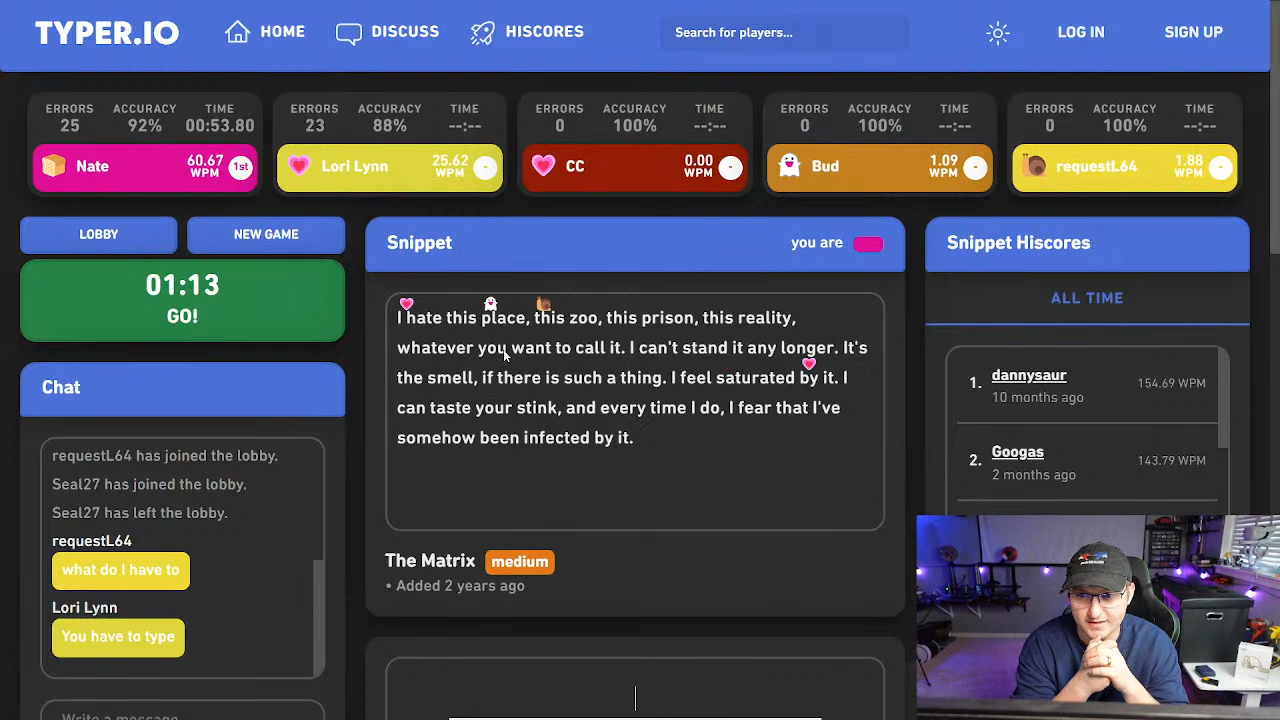 TYPER.IO
HOME
DISCUSS
HISCORES
Search for players...
LOG IN
SIGN UP
ERRORS ACCURACY TIME
25 92% 00:53.80
Nate 60.67 WPM 1st
ERRORS ACCURACY TIME
23 88% --:--
Lori Lynn 25.62 WPM -
ERRORS ACCURACY TIME
0 100% --:--
CC 0.00 WPM -
ERRORS ACCURACY TIME
0 100% --:--
Bud 1.09 WPM -
ERRORS ACCURACY TIME
0 100% --:--
requestL64 1.88 WPM -
LOBBY
NEW GAME
01:13
GO!
Chat
requestL64 has joined the lobby.
Seal27 has joined the lobby.
Seal27 has left the lobby.
requestL64
what do I have to
Lori Lynn
You have to type
Write a message
Snippet
you are
I hate this place, this zoo, this prison, this reality,
whatever you want to call it. I can't stand it any longer. It's
the smell, if there is such a thing. I feel saturated by it. I
can taste your stink, and every time I do, I fear that I've
somehow been infected by it.
The Matrix medium
• Added 2 years ago
Snippet Hiscores
ALL TIME
1. dannysaur 154.69 WPM
10 months ago
2. Googas 143.79 WPM
2 months ago